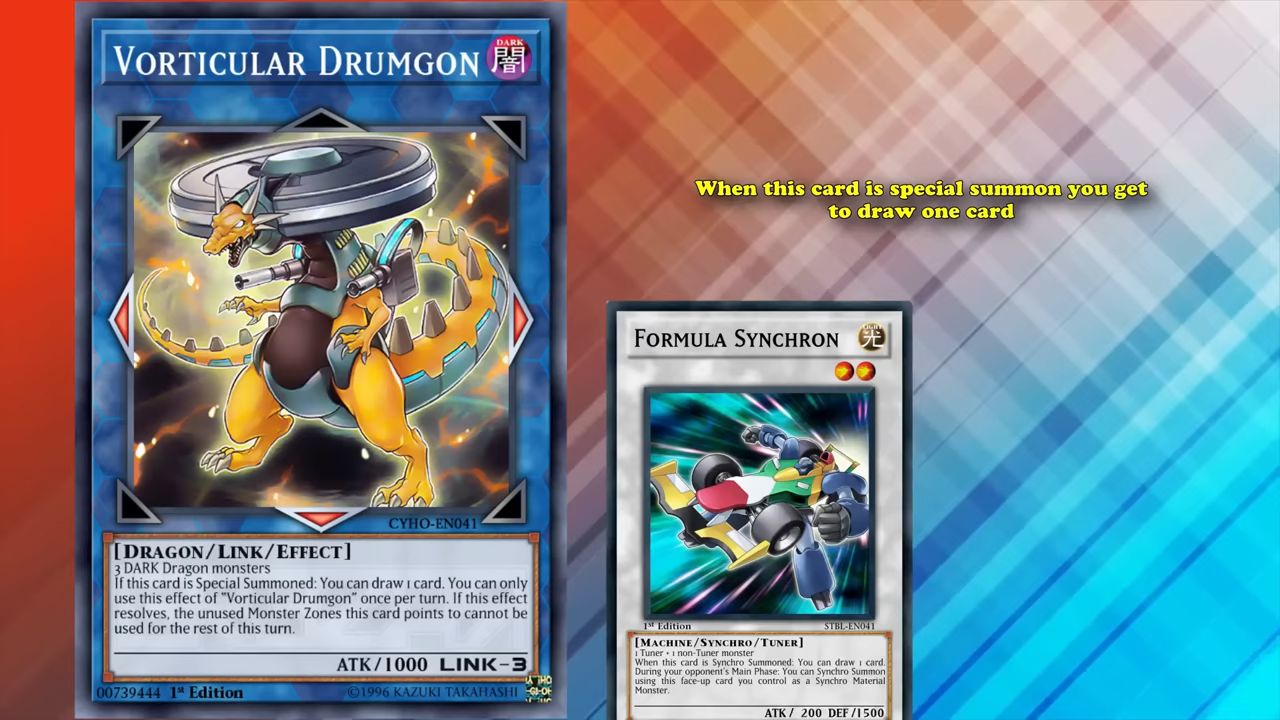 VORTICULAR DRUMGON
DARK
闇
CYHO-EN041
[DRAGON/LINK/EFFECT]
3 DARK Dragon monsters
If this card is Special Summoned: You can draw 1 card. You can only
use this effect of "Vorticular Drumgon" once per turn. If this effect
resolves, the unused Monster Zones this card points to cannot be
used for the rest of this turn.
ATK/1000 LINK-3
00739444 1st Edition ©1996 KAZUKI TAKAHASHI
When this card is special summon you get
to draw one card
FORMULA SYNCHRON
LIGHT
光
1st Edition STBL-EN041
[MACHINE/SYNCHRO/TUNER]
1 Tuner + 1 non-Tuner monster
When this card is Synchro Summoned: You can draw 1 card.
During your opponent's Main Phase: You can Synchro Summon
using this face-up card you control as a Synchro Material
Monster.
ATK/ 200 DEF/1500